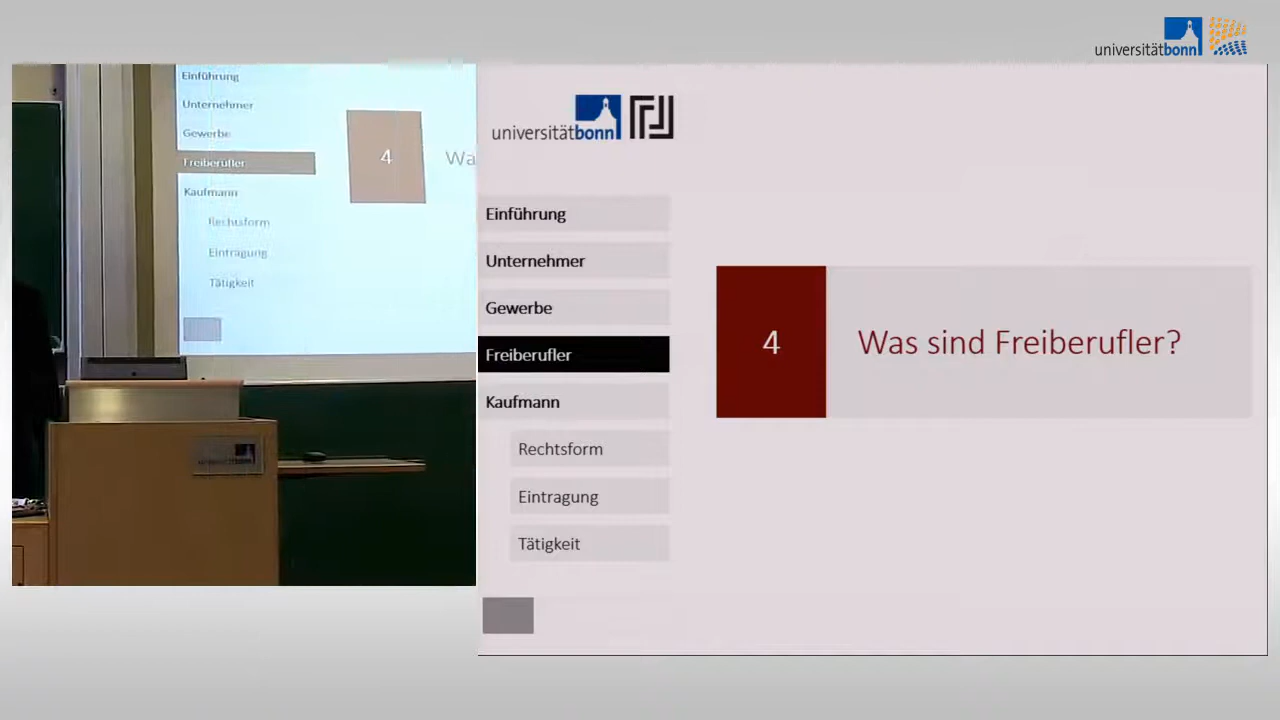 universitätbonn
Einführung
Unternehmer
Gewerbe
Freiberufler
Kaufmann
Rechtsform
Eintragung
Tätigkeit
4
Wa
universitätbonn
Einführung
Unternehmer
Gewerbe
Freiberufler
Kaufmann
Rechtsform
Eintragung
Tätigkeit
4
Was sind Freiberufler?